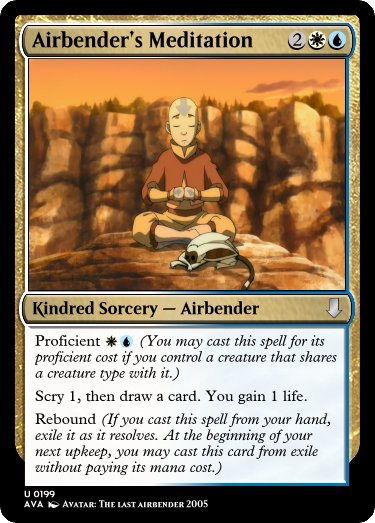 Airbender's Meditation 2
Kindred Sorcery — Airbender
Proficient (You may cast this spell for its
proficient cost if you control a creature that shares
a creature type with it.)
Scry 1, then draw a card. You gain 1 life.
Rebound (If you cast this spell from your hand,
exile it as it resolves. At the beginning of your
next upkeep, you may cast this card from exile
without paying its mana cost.)
U 0199
AVA Avatar: The last airbender 2005